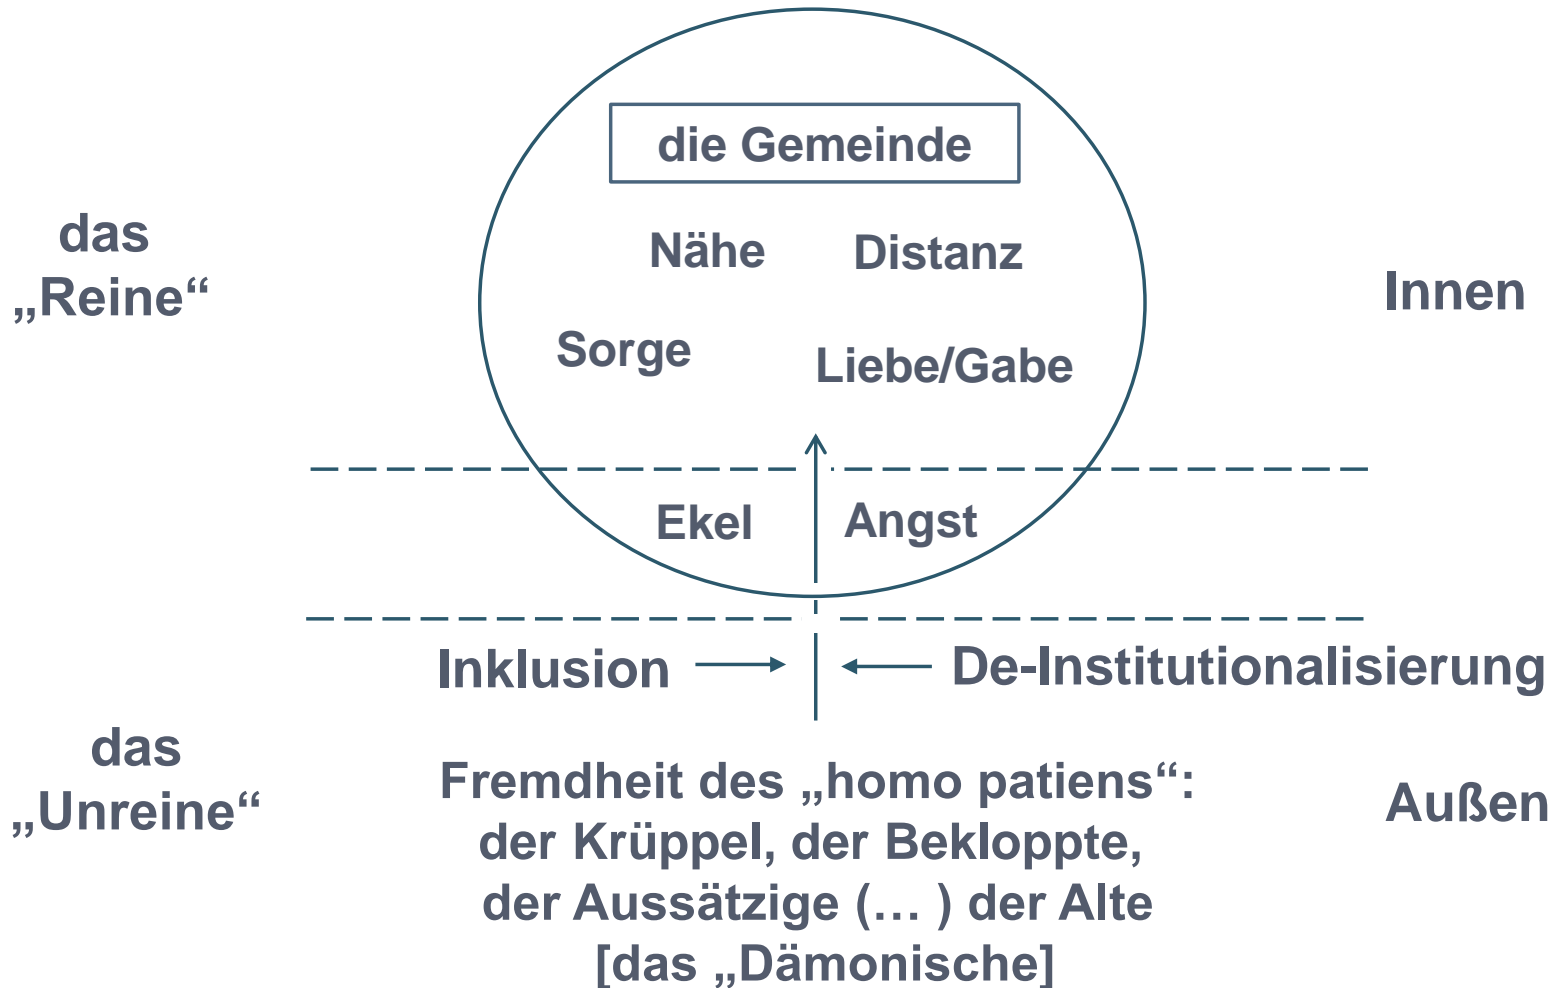 die Gemeinde
das
„Reine“
Nähe
Distanz
Innen
Sorge
Liebe/Gabe
Ekel
Angst
Inklusion
De-Institutionalisierung
das
„Unreine“
Fremdheit des „homo patiens“:
der Krüppel, der Bekloppte,
der Aussätzige (… ) der Alte
[das „Dämonische]
Außen